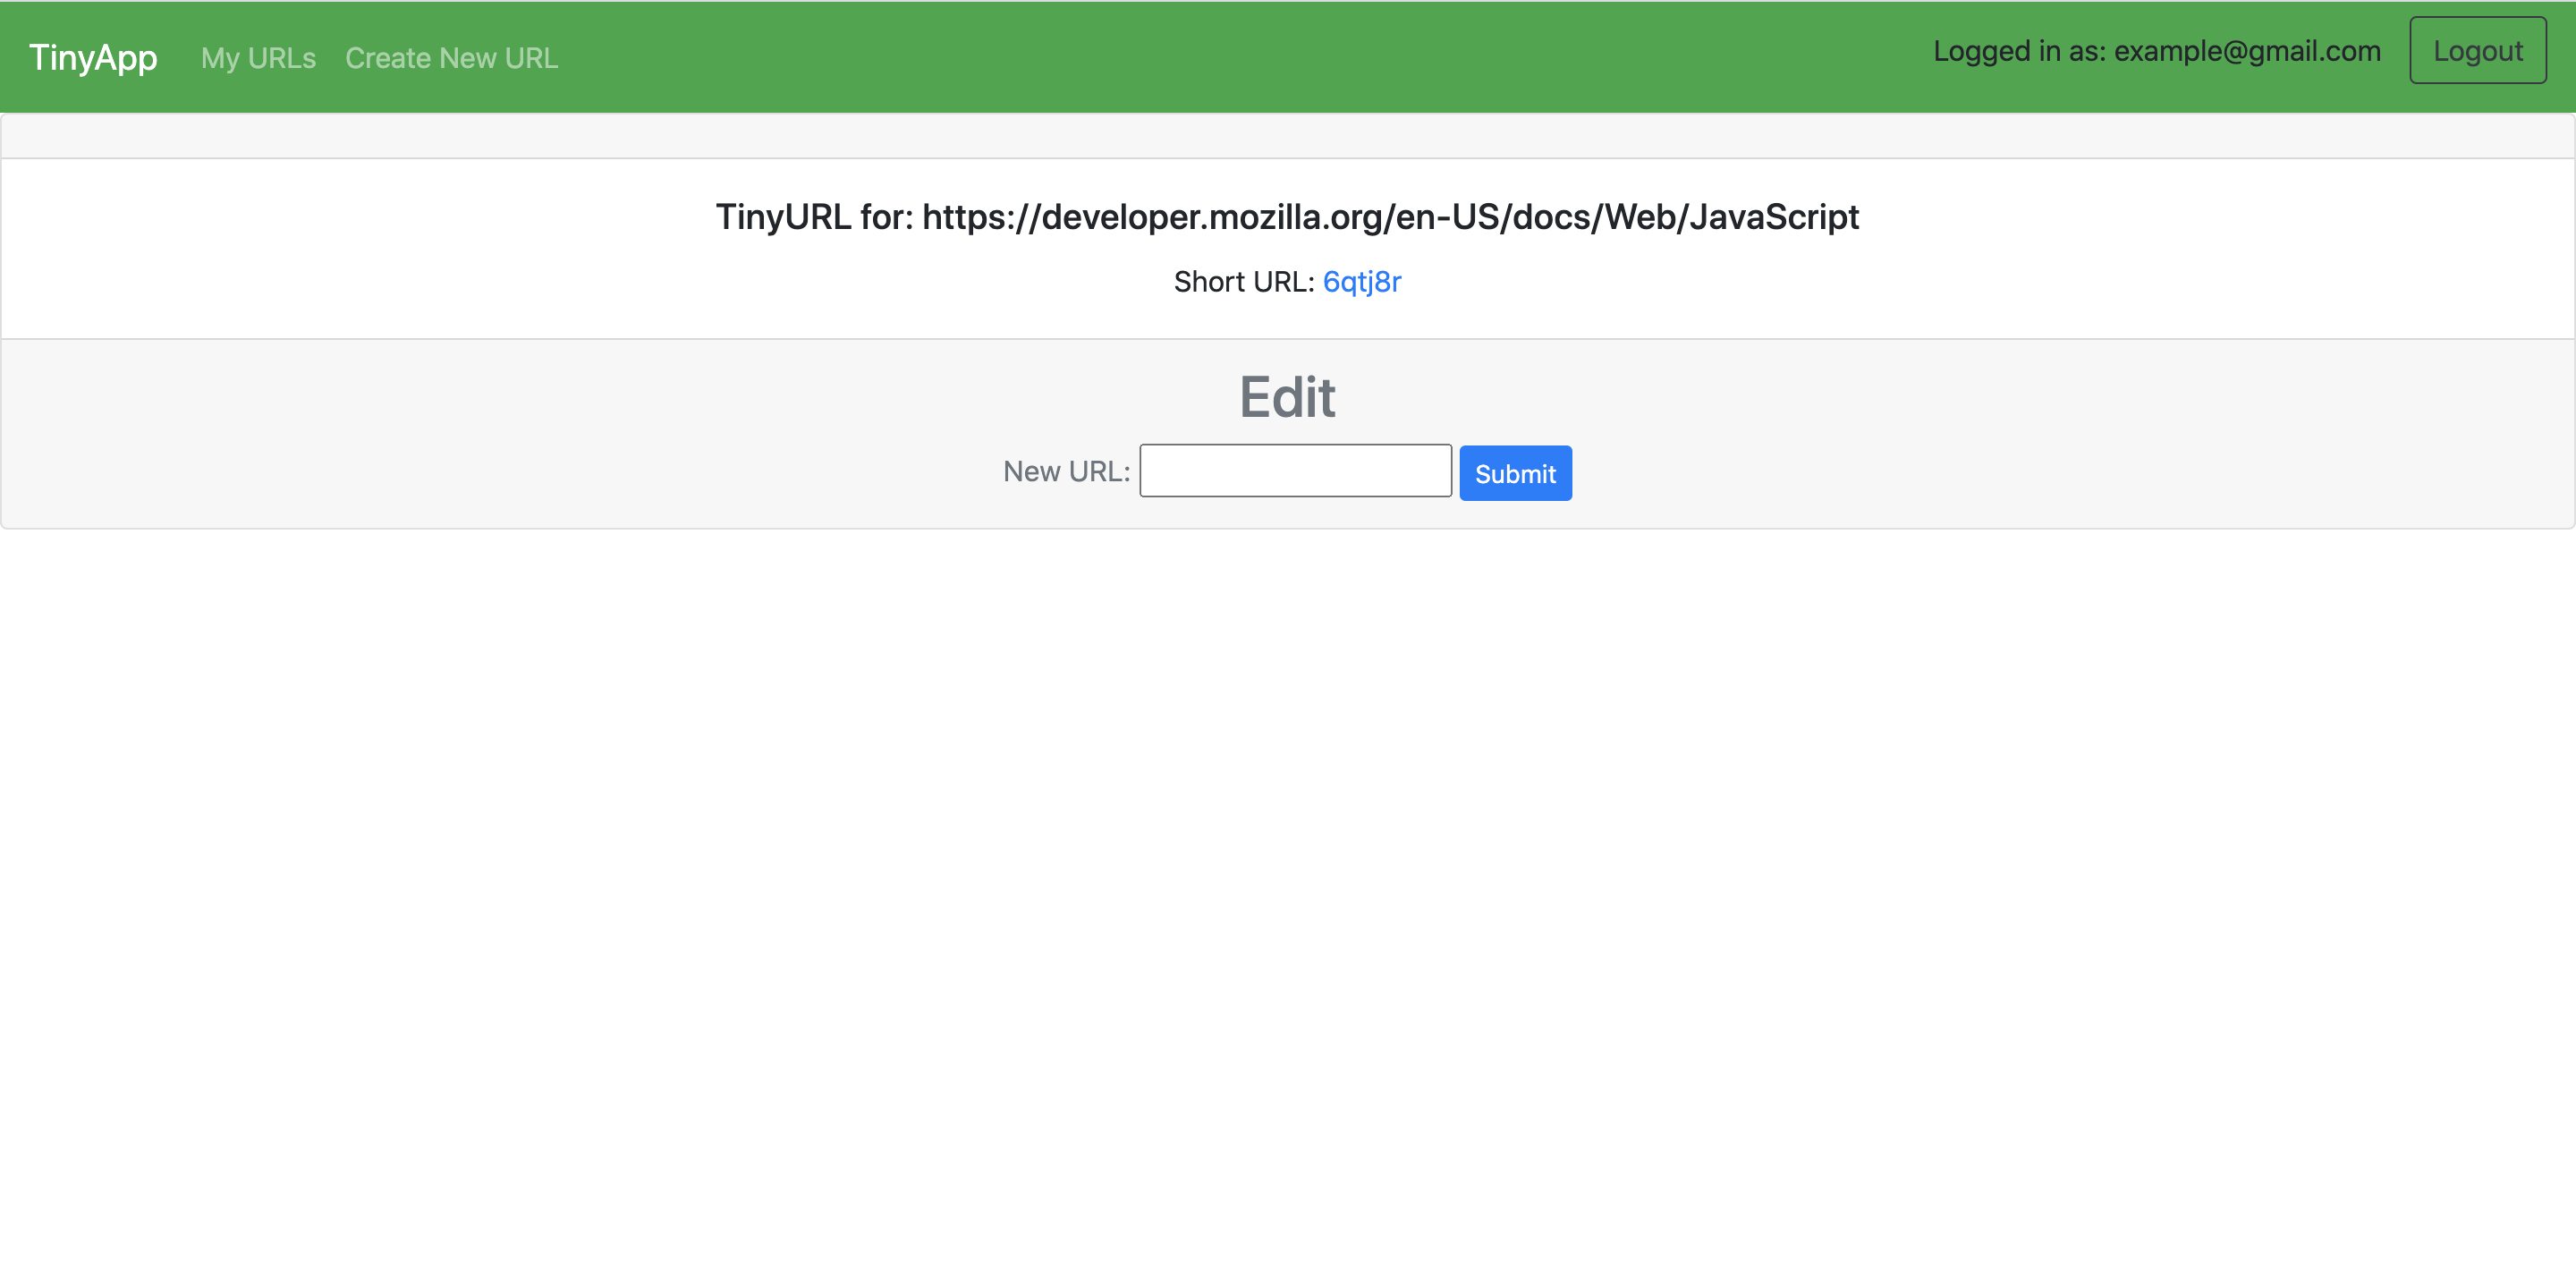 TinyApp My URLs Create New URL Logged in as: example@gmail.com Logout
TinyURL for: https://developer.mozilla.org/en-US/docs/Web/JavaScript
Short URL: 6qtj8r
Edit
New URL: Submit